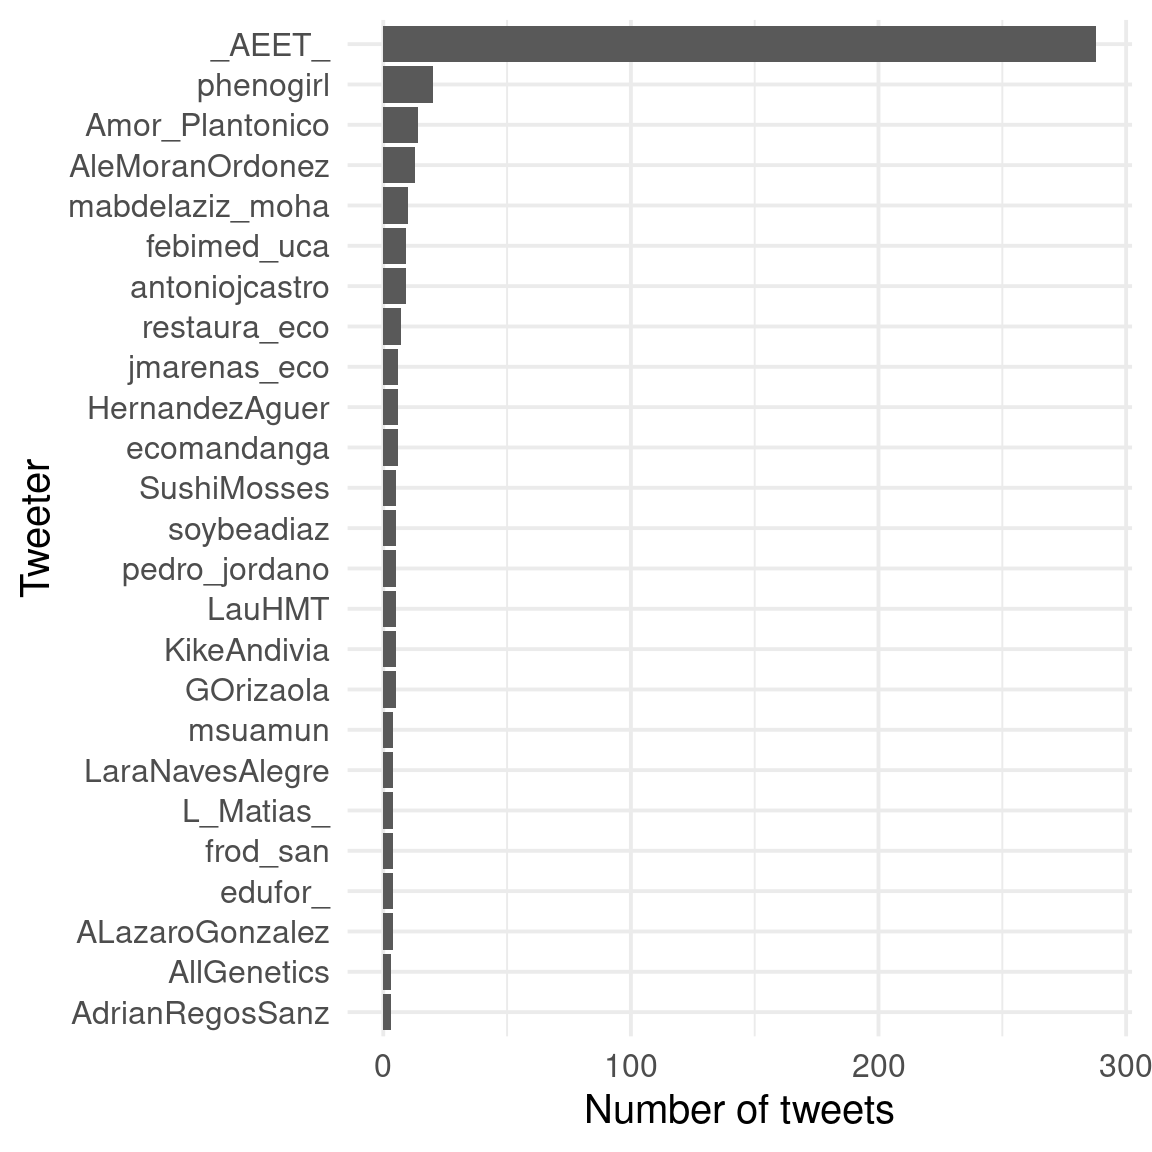 _AEET_
phenogirl
Amor_Plantonico
AleMoranOrdonez
mabdelaziz_moha
febimed_uca
antoniojcastro
restaura_eco
jmarenas_eco
HernandezAguer
ecomandanga
SushiMosses
soybeadiaz
pedro_jordano
LauHMT
KikeAndivia
GOrizaola
msuamun
LaraNavesAlegre
L_Matias_
frod_san
edufor_
ALazaroGonzalez
AllGenetics
AdrianRegosSanz
Tweeter
0 100 200 300
Number of tweets